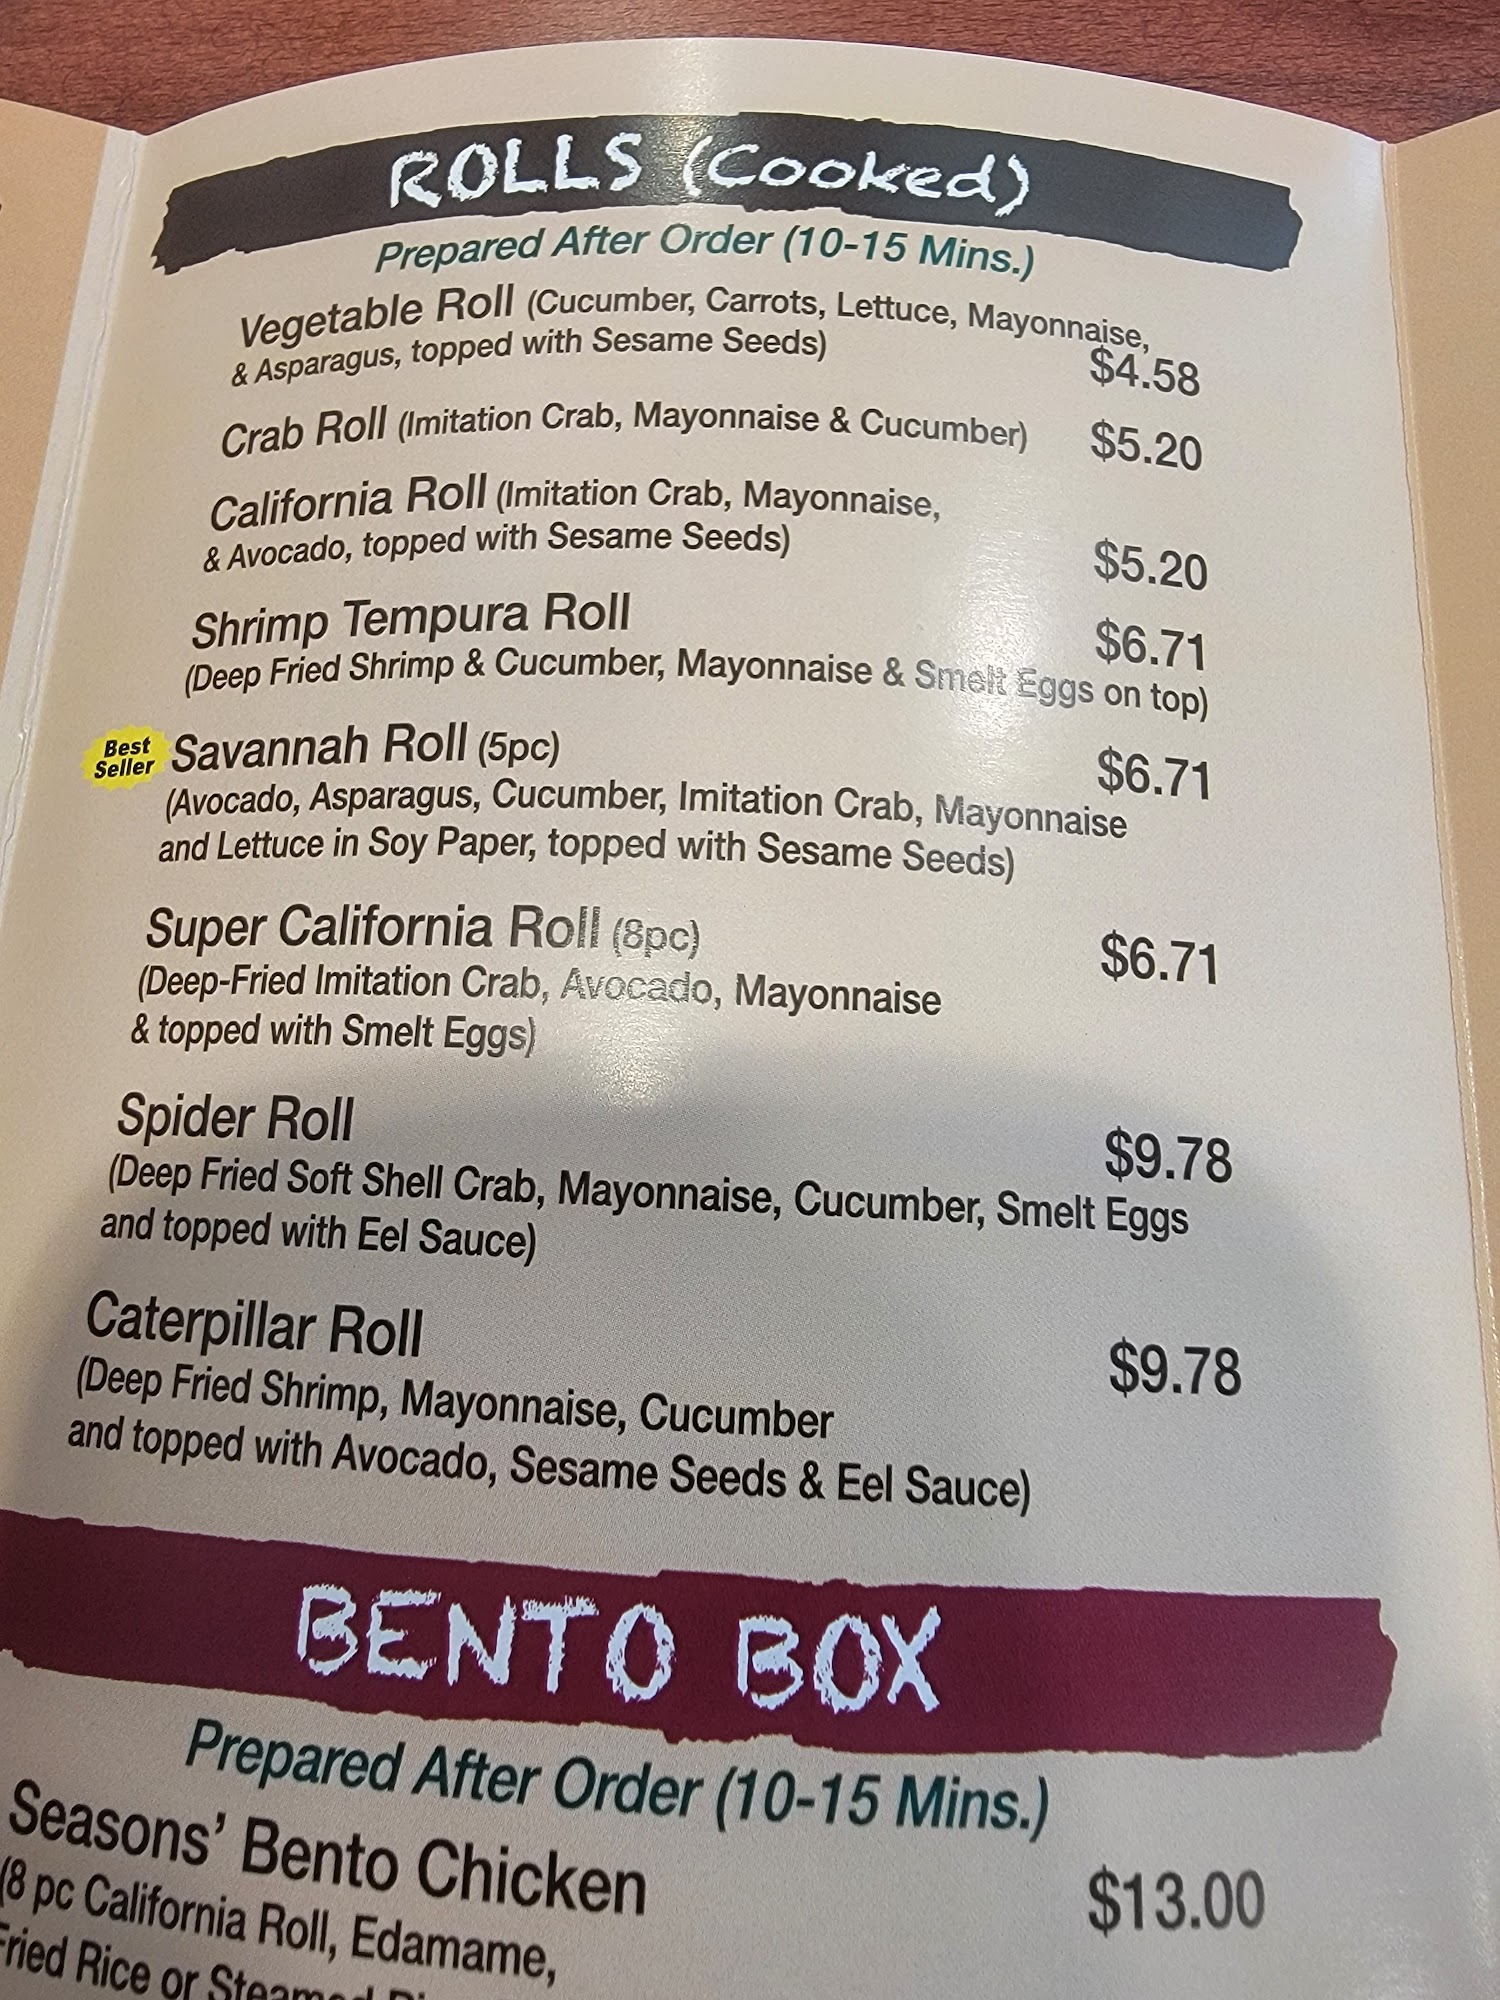 ROLLS (Cooked)
Prepared After Order (10-15 Mins.)
Vegetable Roll (Cucumber, Carrots, Lettuce, Mayonnaise,
& Asparagus, topped with Sesame Seeds) $4.58
Crab Roll (Imitation Crab, Mayonnaise & Cucumber) $5.20
California Roll (Imitation Crab, Mayonnaise,
& Avocado, topped with Sesame Seeds) $5.20
Shrimp Tempura Roll $6.71
(Deep Fried Shrimp & Cucumber, Mayonnaise & Smelt Eggs on top)
Best
Seller
Savannah Roll (5pc) $6.71
(Avocado, Asparagus, Cucumber, Imitation Crab, Mayonnaise
and Lettuce in Soy Paper, topped with Sesame Seeds)
Super California Roll (8pc) $6.71
(Deep-Fried Imitation Crab, Avocado, Mayonnaise
& topped with Smelt Eggs)
Spider Roll $9.78
(Deep Fried Soft Shell Crab, Mayonnaise, Cucumber, Smelt Eggs
and topped with Eel Sauce)
Caterpillar Roll $9.78
(Deep Fried Shrimp, Mayonnaise, Cucumber
and topped with Avocado, Sesame Seeds & Eel Sauce)
BENTO BOX
Prepared After Order (10-15 Mins.)
Seasons' Bento Chicken $13.00
(8 pc California Roll, Edamame,
Fried Rice or